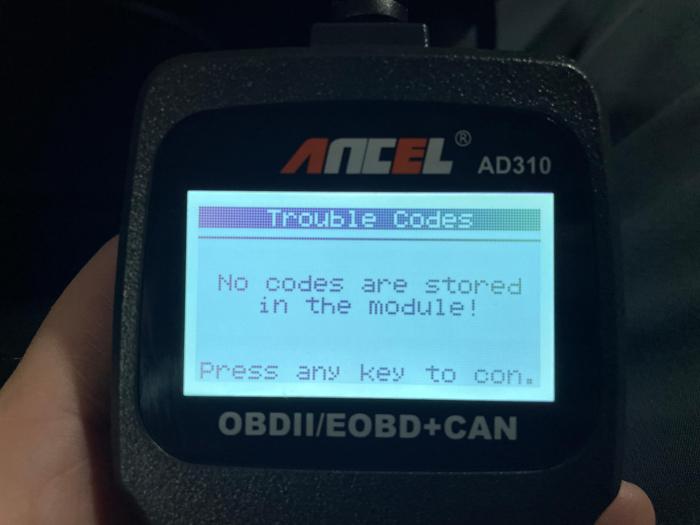 ANCEL® AD310
Trouble Codes
No codes are stored
in the module!
Press any key to con.
OBDII/EOBD+CAN